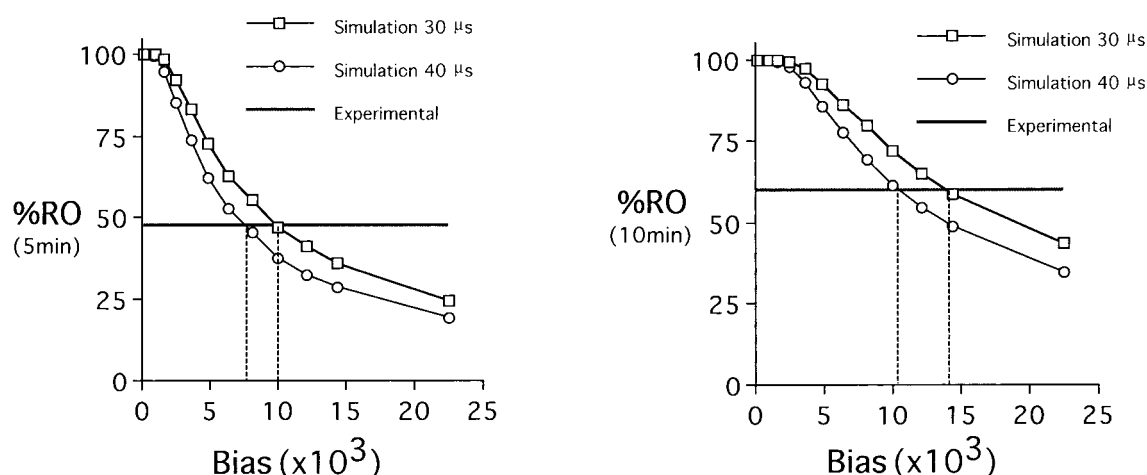 Simulation 30 μs
Simulation 40 μs
Experimental
100
75
50
25
0
%RO
(5min)
0 5 10 15 20 25
Bias (x10³)
Simulation 30 μs
Simulation 40 μs
Experimental
100
75
50
25
0
%RO
(10min)
0 5 10 15 20 25
Bias (x10³)